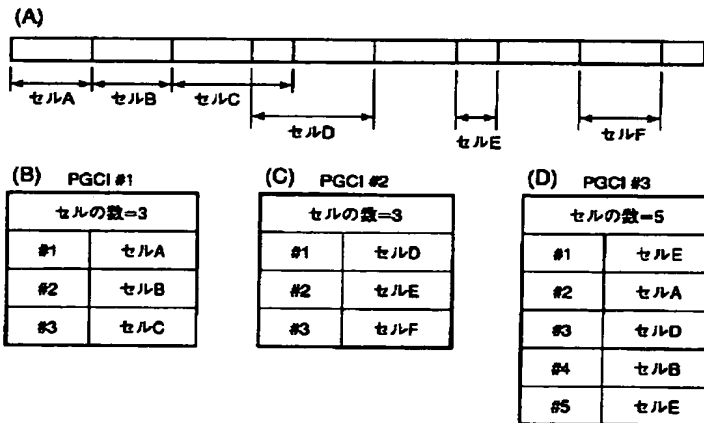 (A)
セルA
セルB
セルC
セルD
セルE
セルF
(B) PGCI #1
セルの数=3
#1 セルA
#2 セルB
#3 セルC
(C) PGCI #2
セルの数=3
#1 セルD
#2 セルE
#3 セルF
(D) PGCI #3
セルの数=5
#1 セルE
#2 セルA
#3 セルD
#4 セルB
#5 セルE